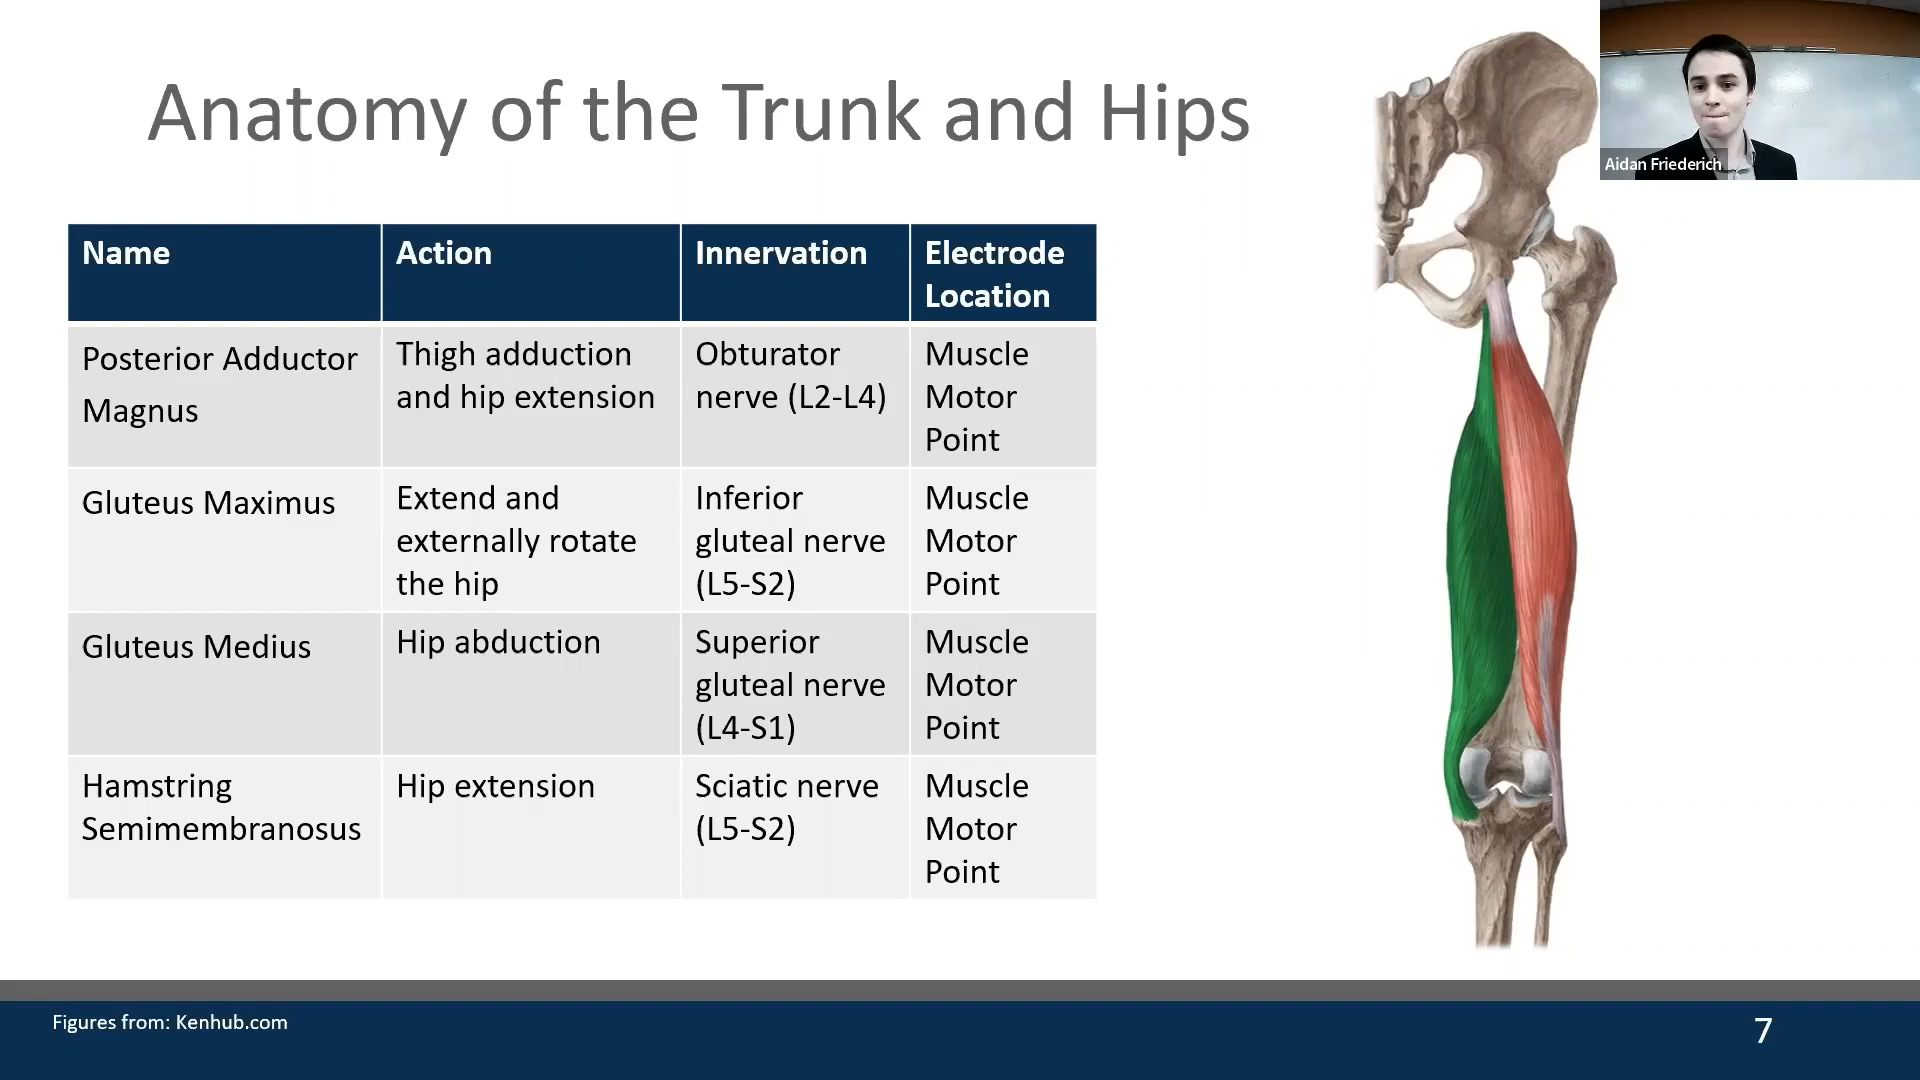 Anatomy of the Trunk and Hips
Aidan Friederich
Name
Action
Innervation
Electrode
Location
Posterior Adductor
Magnus
Thigh adduction
and hip extension
Obturator
nerve (L2-L4)
Muscle
Motor
Point
Gluteus Maximus
Extend and
externally rotate
the hip
Inferior
gluteal nerve
(L5-S2)
Muscle
Motor
Point
Gluteus Medius
Hip abduction
Superior
gluteal nerve
(L4-S1)
Muscle
Motor
Point
Hamstring
Semimembranosus
Hip extension
Sciatic nerve
(L5-S2)
Muscle
Motor
Point
Figures from: Kenhub.com
7